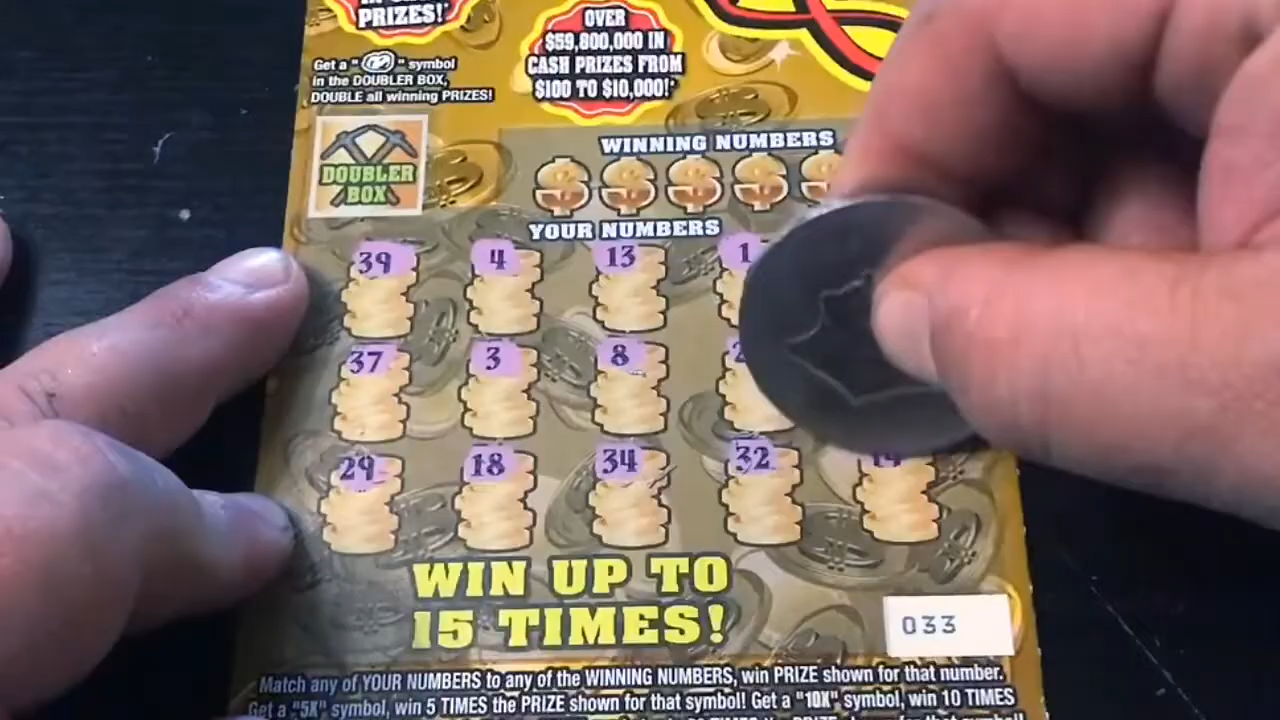 PRIZES!*
OVER
$59,800,000 IN
CASH PRIZES FROM
$100 TO $10,000!*
Get a " " symbol
in the DOUBLER BOX,
DOUBLE all winning PRIZES!
DOUBLER
BOX
WINNING NUMBERS
YOUR NUMBERS
39 4 13
37 3 8
29 18 34 32
WIN UP TO
15 TIMES!
033
Match any of YOUR NUMBERS to any of the WINNING NUMBERS, win PRIZE shown for that number.
Get a "5X" symbol, win 5 TIMES the PRIZE shown for that symbol! Get a "10X" symbol, win 10 TIMES